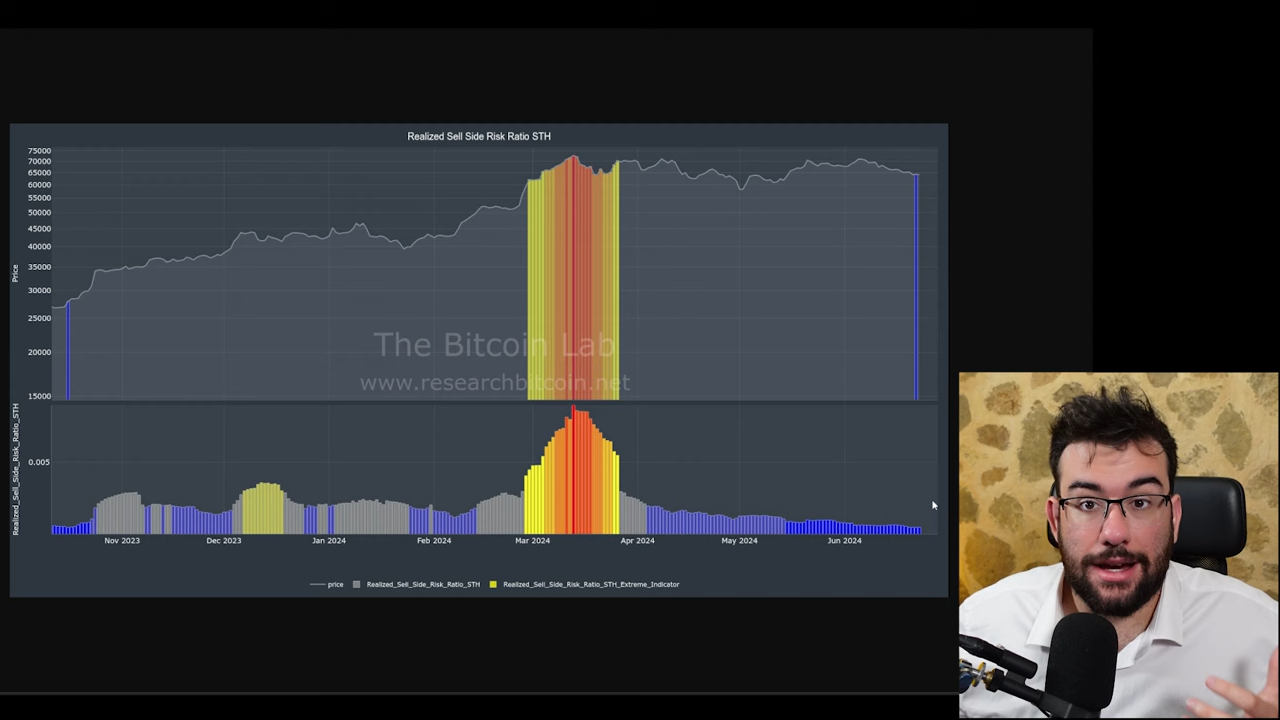 Realized Sell Side Risk Ratio STH
75000
70000
65000
60000
55000
50000
45000
40000
35000
30000
25000
20000
15000
Price
The Bitcoin Lab
www.researchbitcoin.net
Realized_Sell_Side_Risk_Ratio_STH
0.005
Nov 2023 Dec 2023 Jan 2024 Feb 2024 Mar 2024 Apr 2024 May 2024 Jun 2024
price Realized_Sell_Side_Risk_Ratio_STH Realized_Sell_Side_Risk_Ratio_STH_Extreme_Indicator